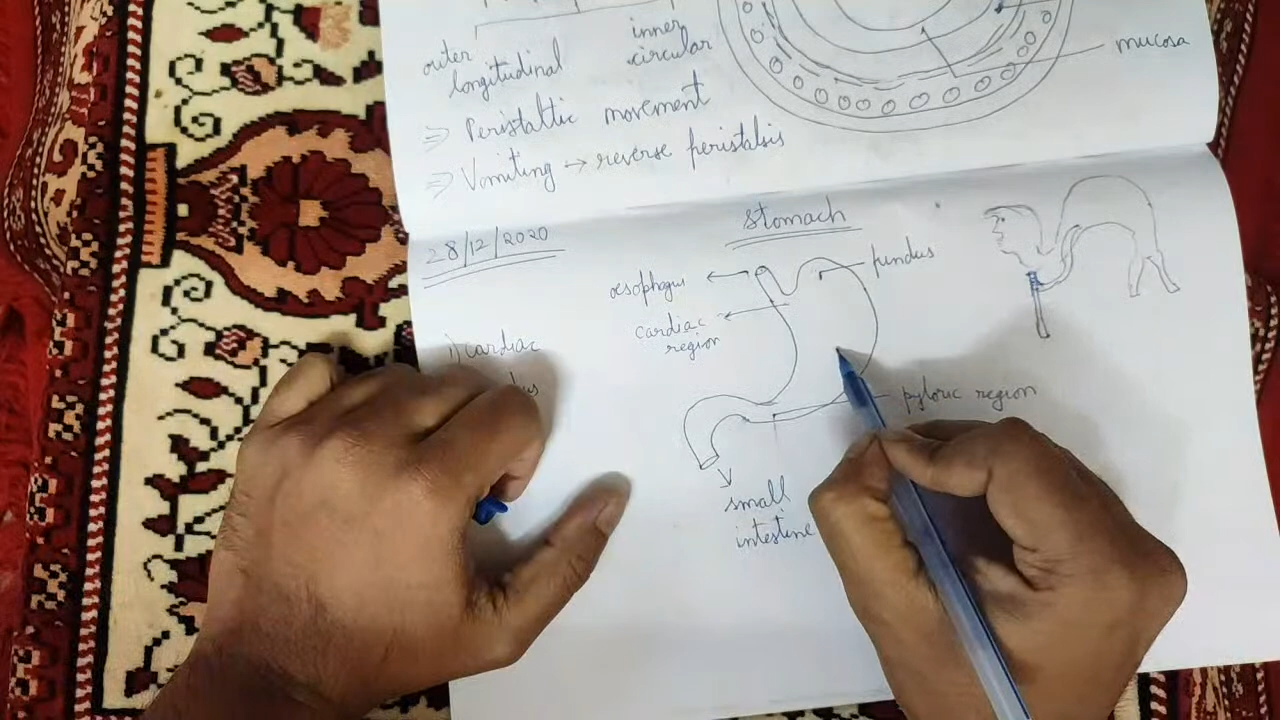 outer
longitudinal
inner
circular
mucosa
⇒ Peristaltic movement
⇒ Vomiting → reverse peristalsis
28/12/2020
Stomach
oesophagus
fundus
cardiac
region
i) cardiac
pyloric region
small
intestine